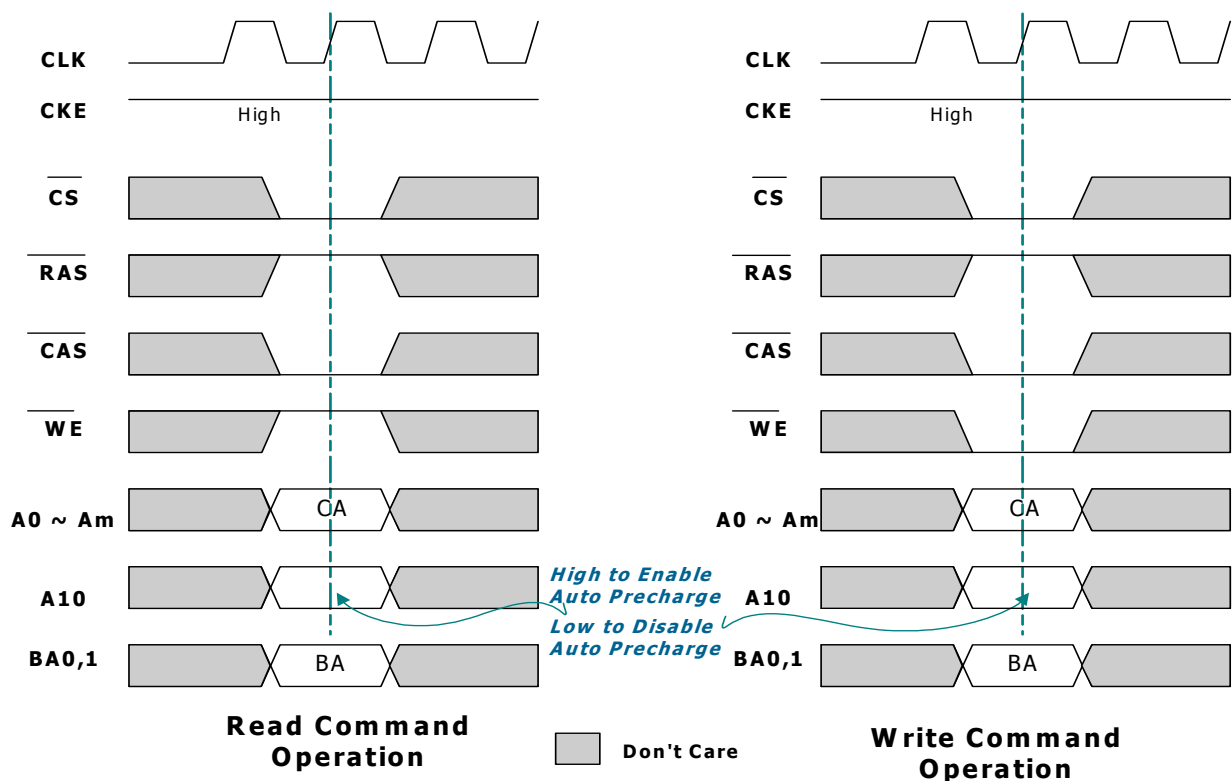 CLK
CKE
High
CS
RAS
CAS
WE
A0 ~ Am
CA
A10
BA0,1
BA
Read Command
Operation
High to Enable
Auto Precharge
Low to Disable
Auto Precharge
Don't Care
CLK
CKE
High
CS
RAS
CAS
WE
A0 ~ Am
CA
A10
BA0,1
BA
Write Command
Operation